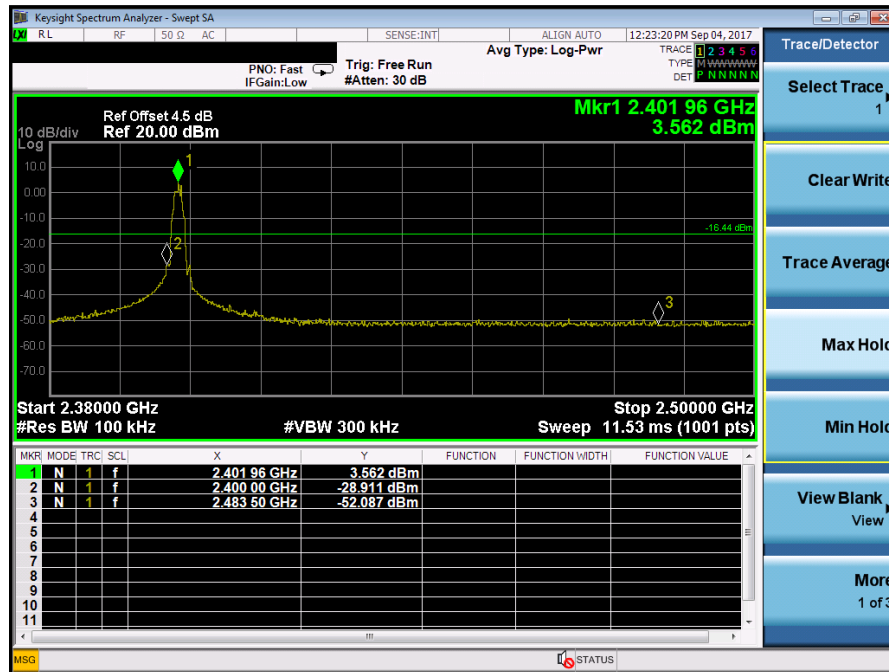 Keysight Spectrum Analyzer - Swept SA
LXI RL RF 50 Ω AC SENSE:INT ALIGN AUTO 12:23:20 PM Sep 04, 2017
Avg Type: Log-Pwr TRACE 1 2 3 4 5 6
PNO: Fast Trig: Free Run TYPE M W W W W W
IFGain:Low #Atten: 30 dB DET P N N N N N
Mkr1 2.401 96 GHz
3.562 dBm
Ref Offset 4.5 dB
10 dB/div Ref 20.00 dBm
Log
10.0
0.00
-10.0
-20.0
-30.0
-40.0
-50.0
-60.0
-70.0
1
2
3
-16.44 dBm
Start 2.38000 GHz Stop 2.50000 GHz
#Res BW 100 kHz #VBW 300 kHz Sweep 11.53 ms (1001 pts)
MKR MODE TRC SCL X Y FUNCTION FUNCTION WIDTH FUNCTION VALUE
1 N 1 f 2.401 96 GHz 3.562 dBm
2 N 1 f 2.400 00 GHz -28.911 dBm
3 N 1 f 2.483 50 GHz -52.087 dBm
4
5
6
7
8
9
10
11
MSG STATUS
Trace/Detector
Select Trace
1
Clear Write
Trace Average
Max Hold
Min Hold
View Blank
View
More
1 of 3